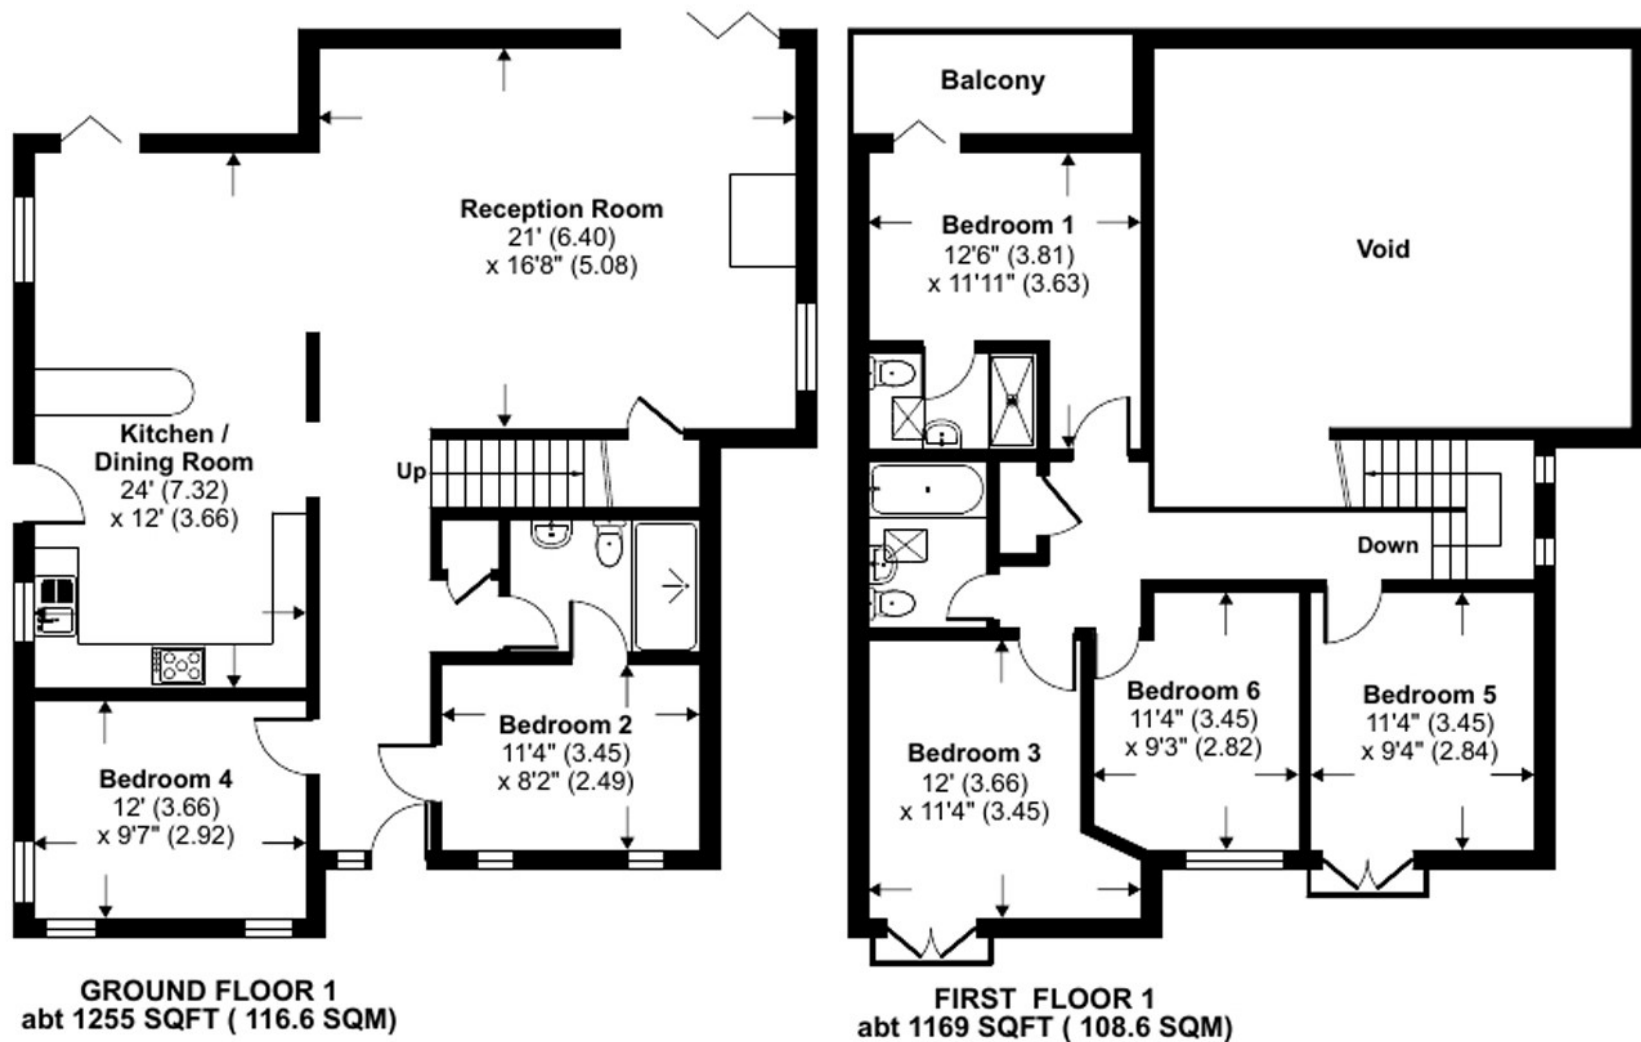 Reception Room
21' (6.40)
x 16'8" (5.08)
Kitchen /
Dining Room
24' (7.32)
x 12' (3.66)
Up
Bedroom 2
11'4" (3.45)
x 8'2" (2.49)
Bedroom 4
12' (3.66)
x 9'7" (2.92)
GROUND FLOOR 1
abt 1255 SQFT ( 116.6 SQM)
Balcony
Bedroom 1
12'6" (3.81)
x 11'11" (3.63)
Void
Down
Bedroom 6
11'4" (3.45)
x 9'3" (2.82)
Bedroom 5
11'4" (3.45)
x 9'4" (2.84)
Bedroom 3
12' (3.66)
x 11'4" (3.45)
FIRST FLOOR 1
abt 1169 SQFT ( 108.6 SQM)